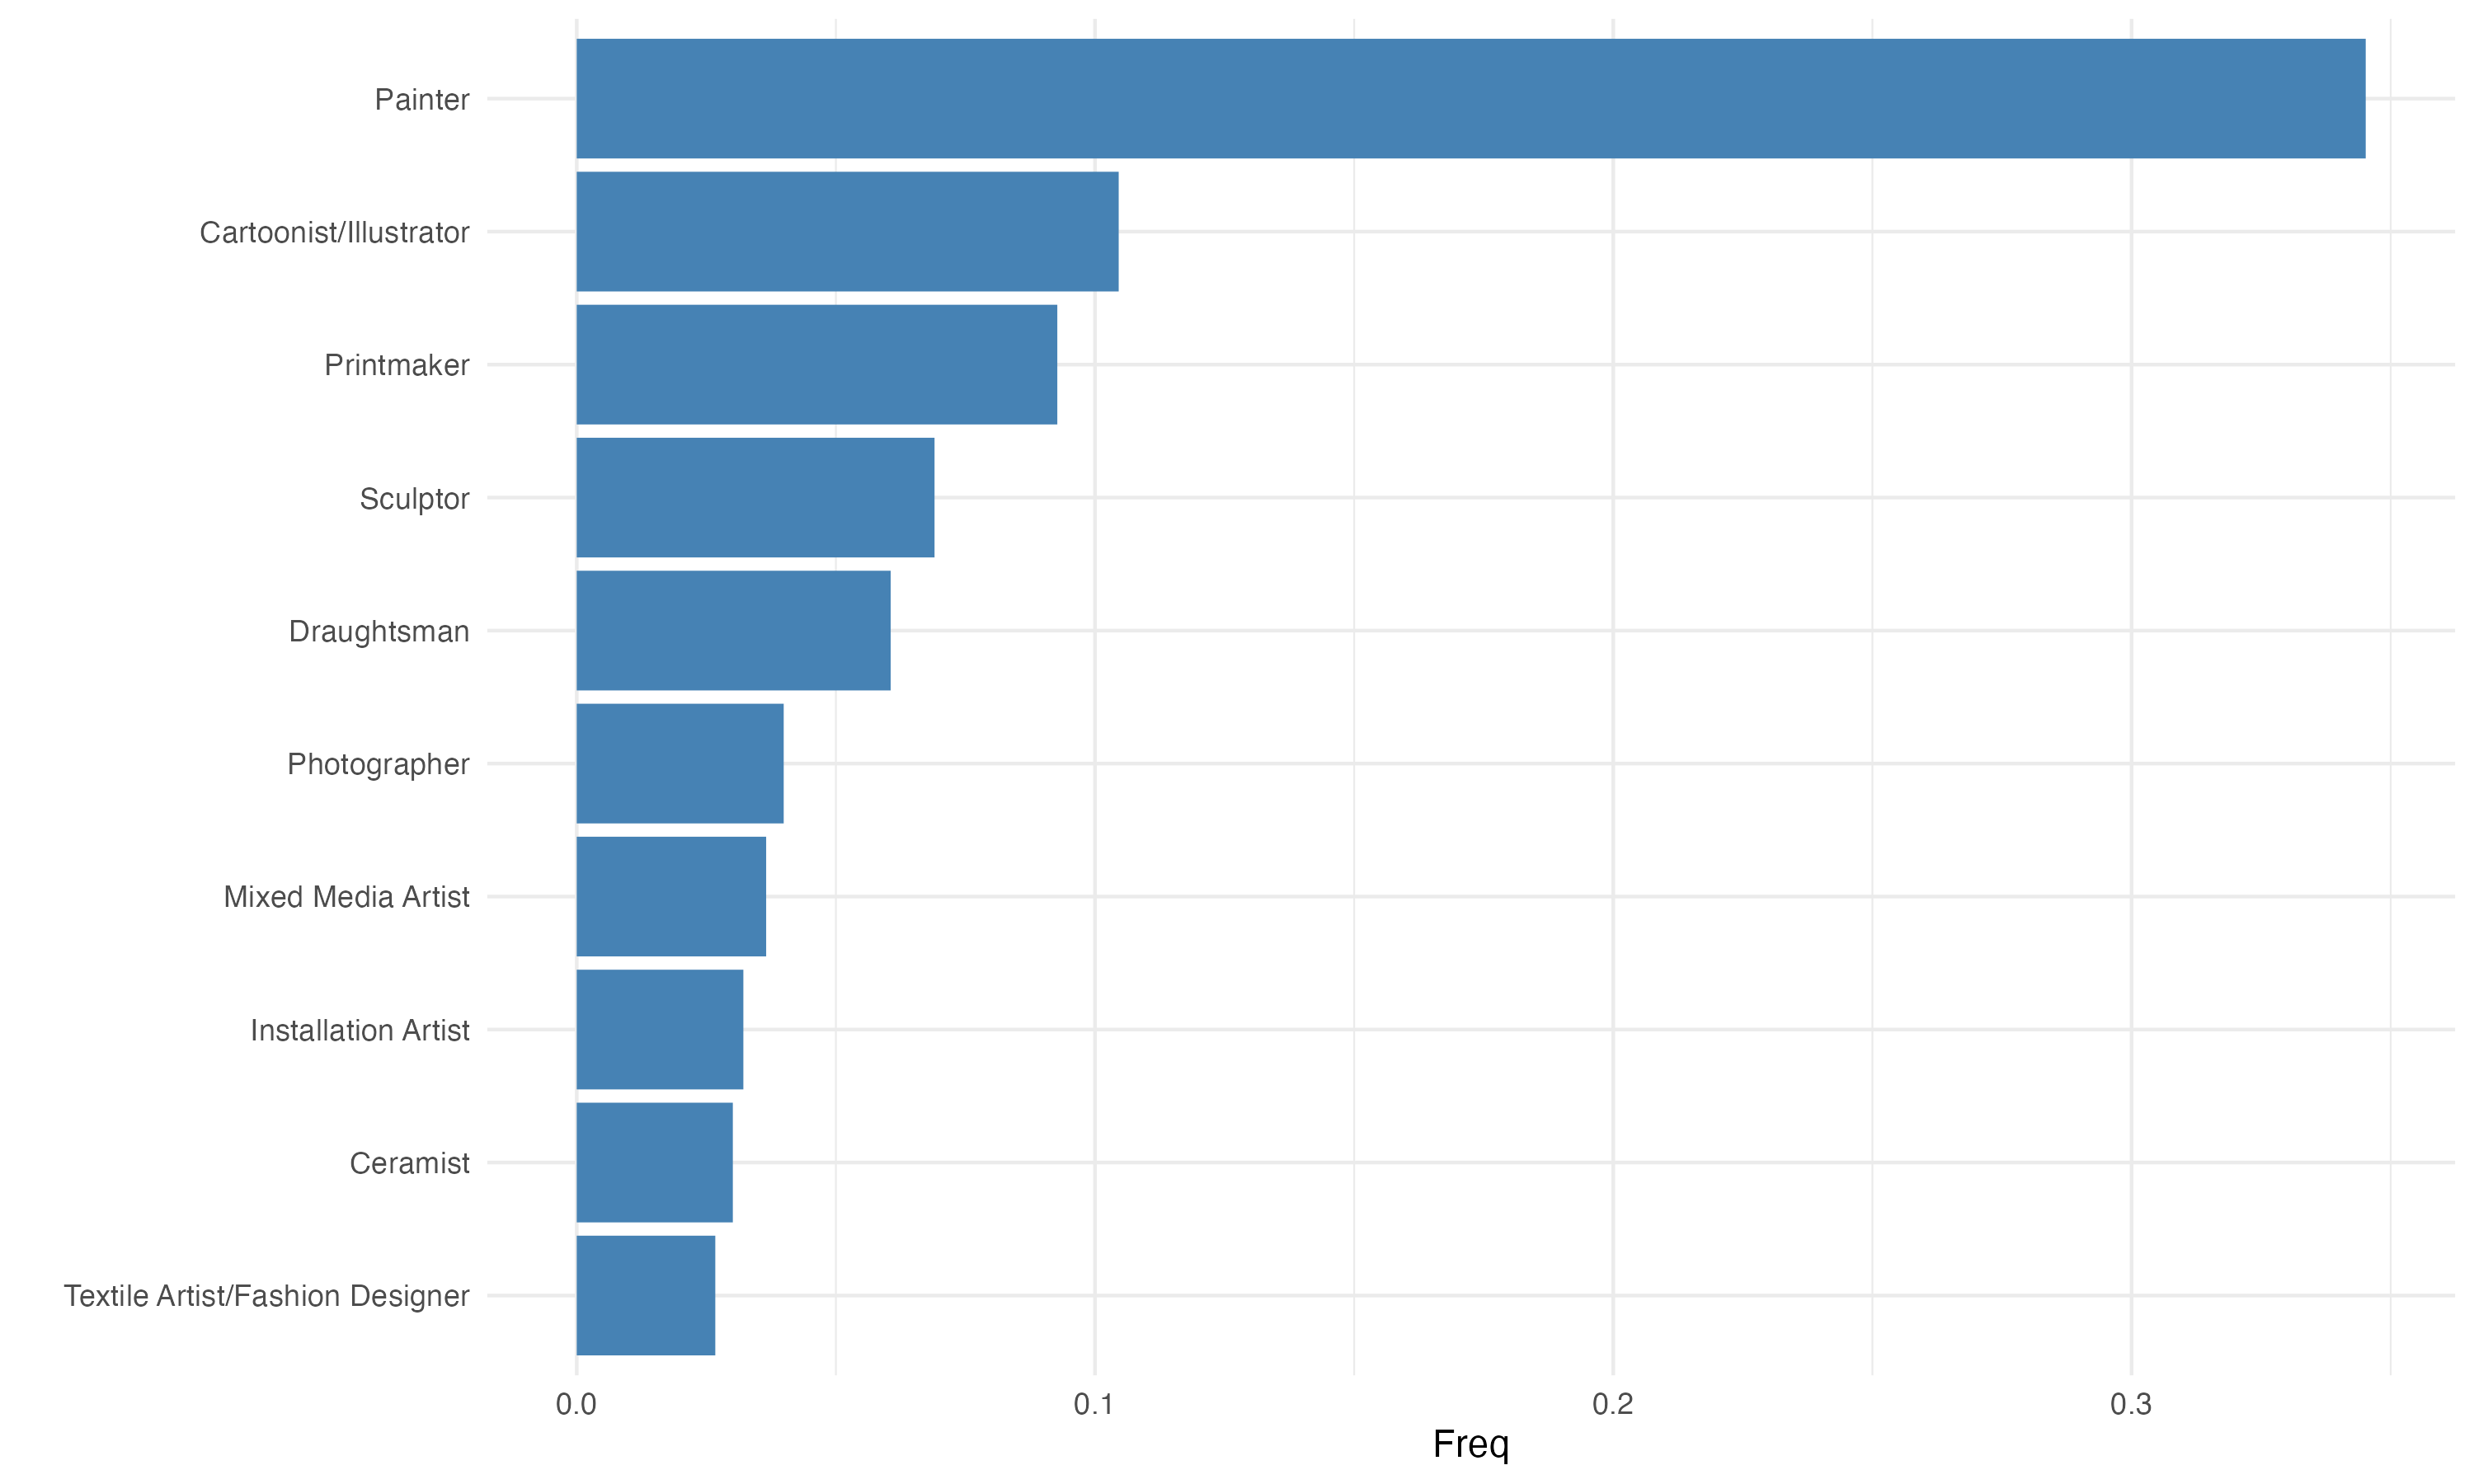 Painter
Cartoonist/Illustrator
Printmaker
Sculptor
Draughtsman
Photographer
Mixed Media Artist
Installation Artist
Ceramist
Textile Artist/Fashion Designer
0.0 0.1 0.2 0.3
Freq